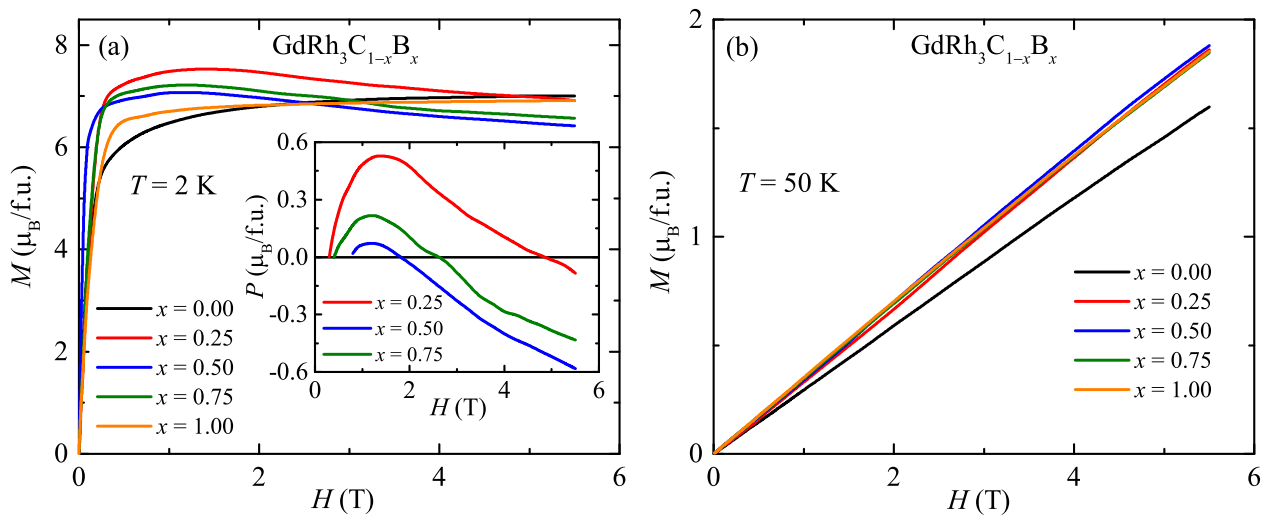 (a) GdRh₃C₁₋ₓBₓ
8
6
4
2
0
M (μ_B/f.u.)
T = 2 K
x = 0.00
x = 0.25
x = 0.50
x = 0.75
x = 1.00
0 2 4 6
H (T)
0.6
0.3
0.0
-0.3
-0.6
P (μ_B/f.u.)
x = 0.25
x = 0.50
x = 0.75
0 2 4 6
H (T)
(b) GdRh₃C₁₋ₓBₓ
2
1
0
M (μ_B/f.u.)
T = 50 K
x = 0.00
x = 0.25
x = 0.50
x = 0.75
x = 1.00
0 2 4 6
H (T)